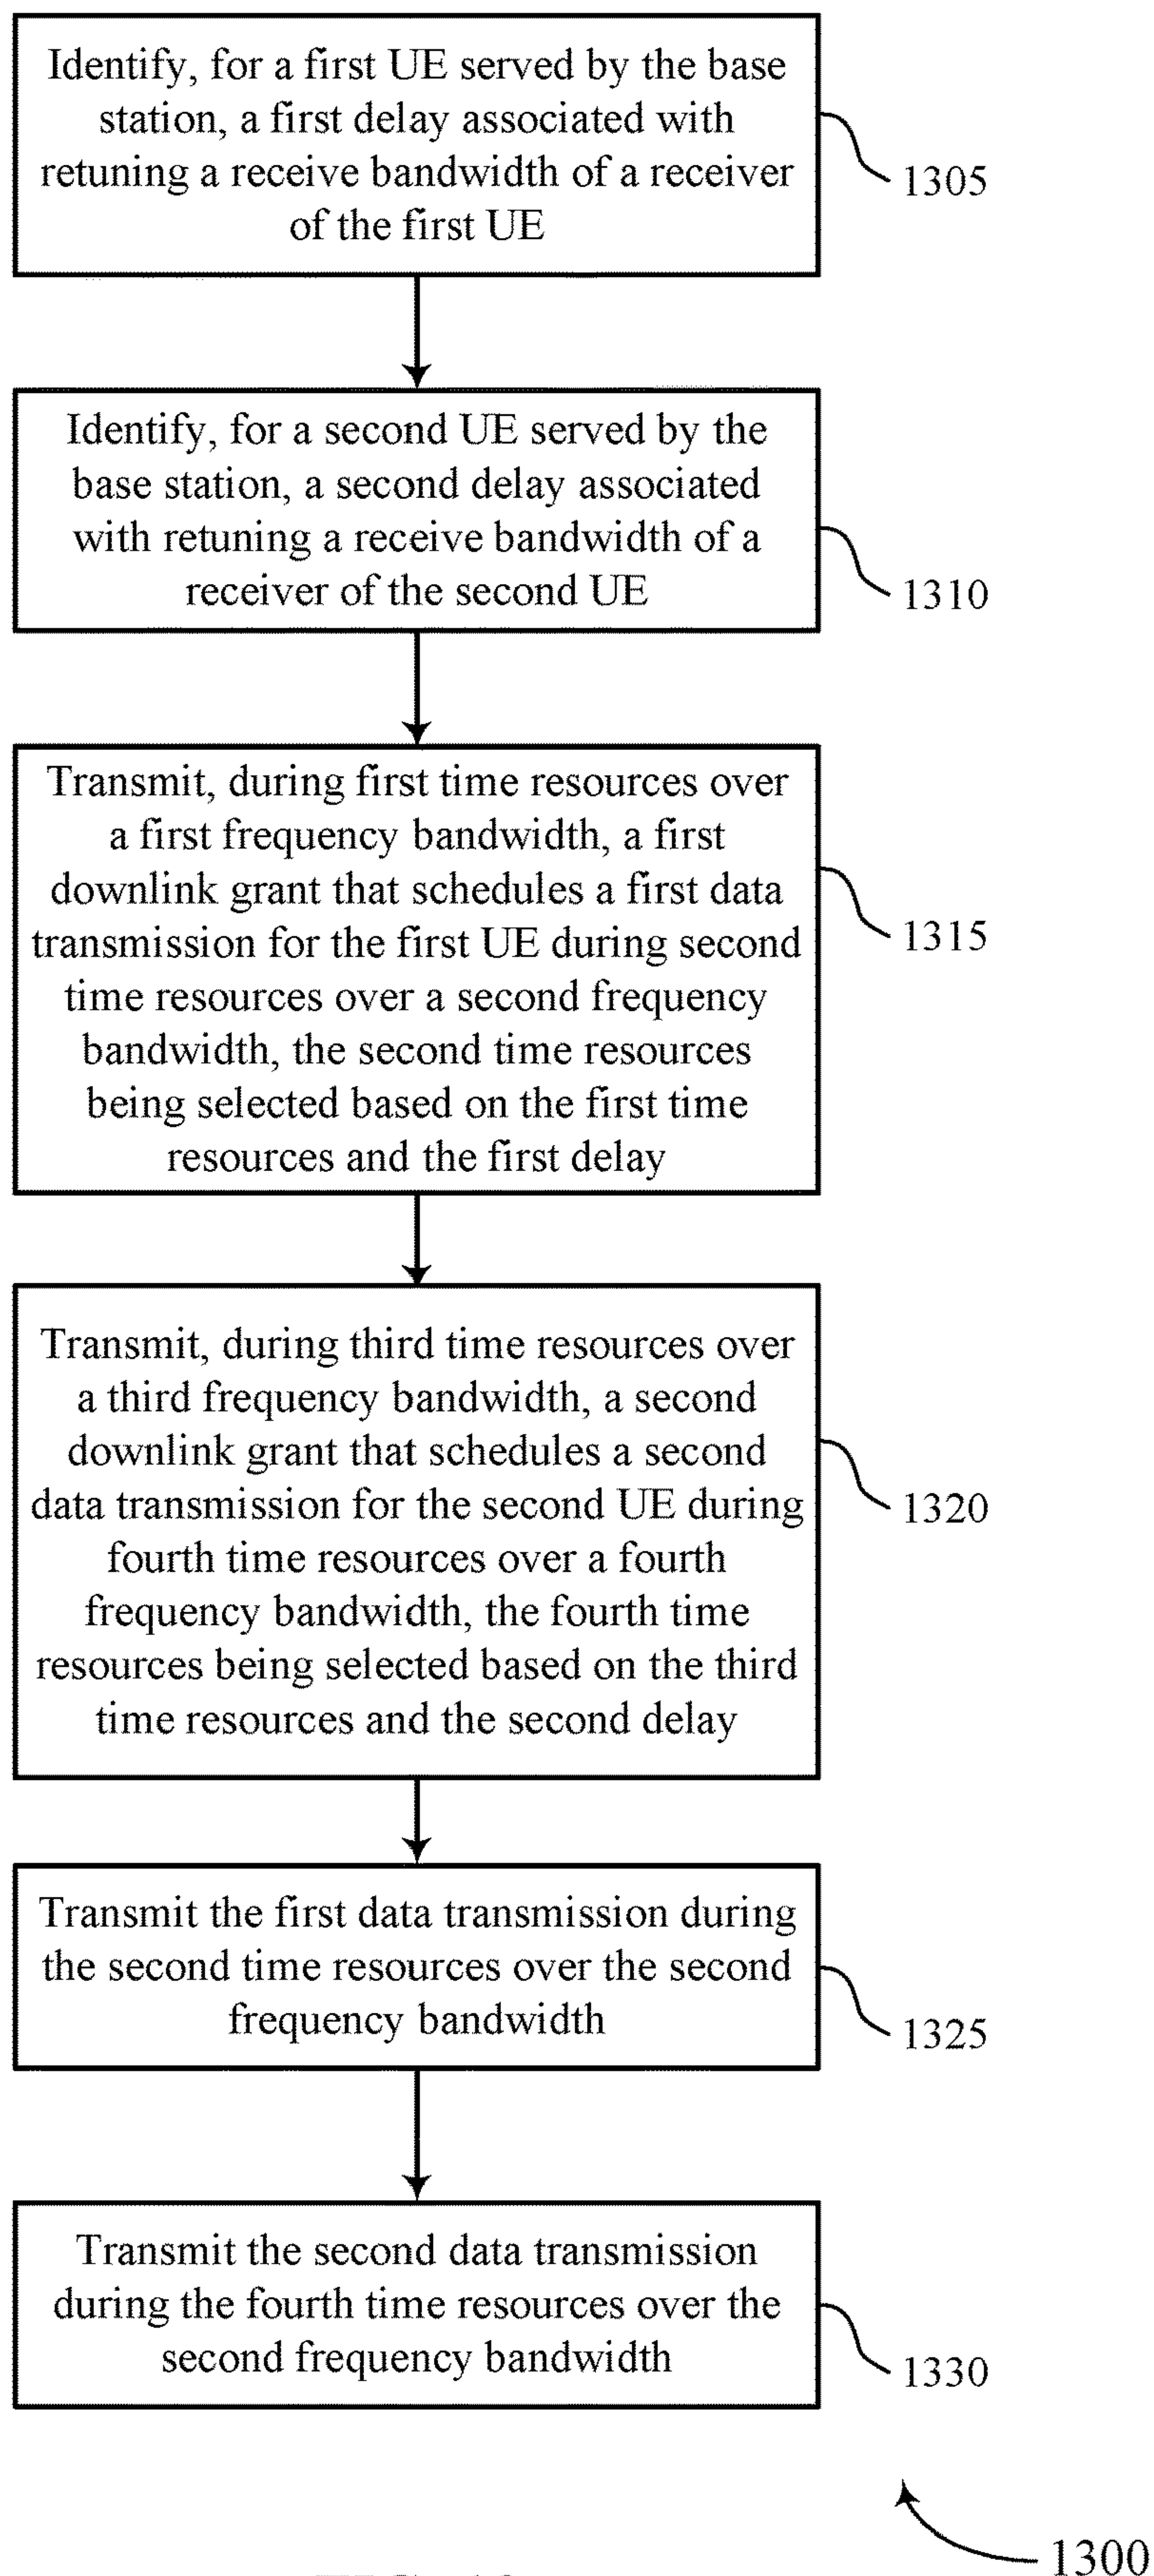 Identify, for a first UE served by the base
station, a first delay associated with
retuning a receive bandwidth of a receiver
of the first UE
1305
Identify, for a second UE served by the
base station, a second delay associated
with retuning a receive bandwidth of a
receiver of the second UE
1310
Transmit, during first time resources over
a first frequency bandwidth, a first
downlink grant that schedules a first data
transmission for the first UE during second
time resources over a second frequency
bandwidth, the second time resources
being selected based on the first time
resources and the first delay
1315
Transmit, during third time resources over
a third frequency bandwidth, a second
downlink grant that schedules a second
data transmission for the second UE during
fourth time resources over a fourth
frequency bandwidth, the fourth time
resources being selected based on the third
time resources and the second delay
1320
Transmit the first data transmission during
the second time resources over the second
frequency bandwidth
1325
Transmit the second data transmission
during the fourth time resources over the
second frequency bandwidth
1330
1300